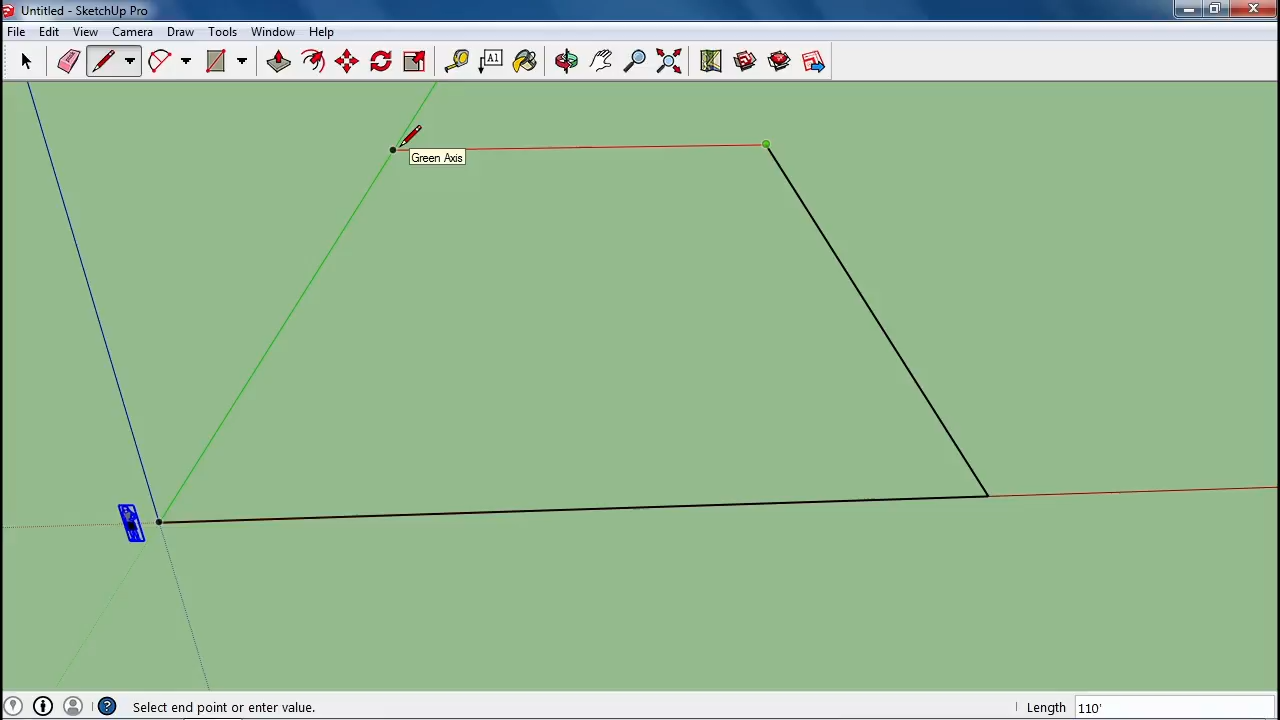 Untitled - SketchUp Pro
File Edit View Camera Draw Tools Window Help
A1
Green Axis
Select end point or enter value.
Length 110'